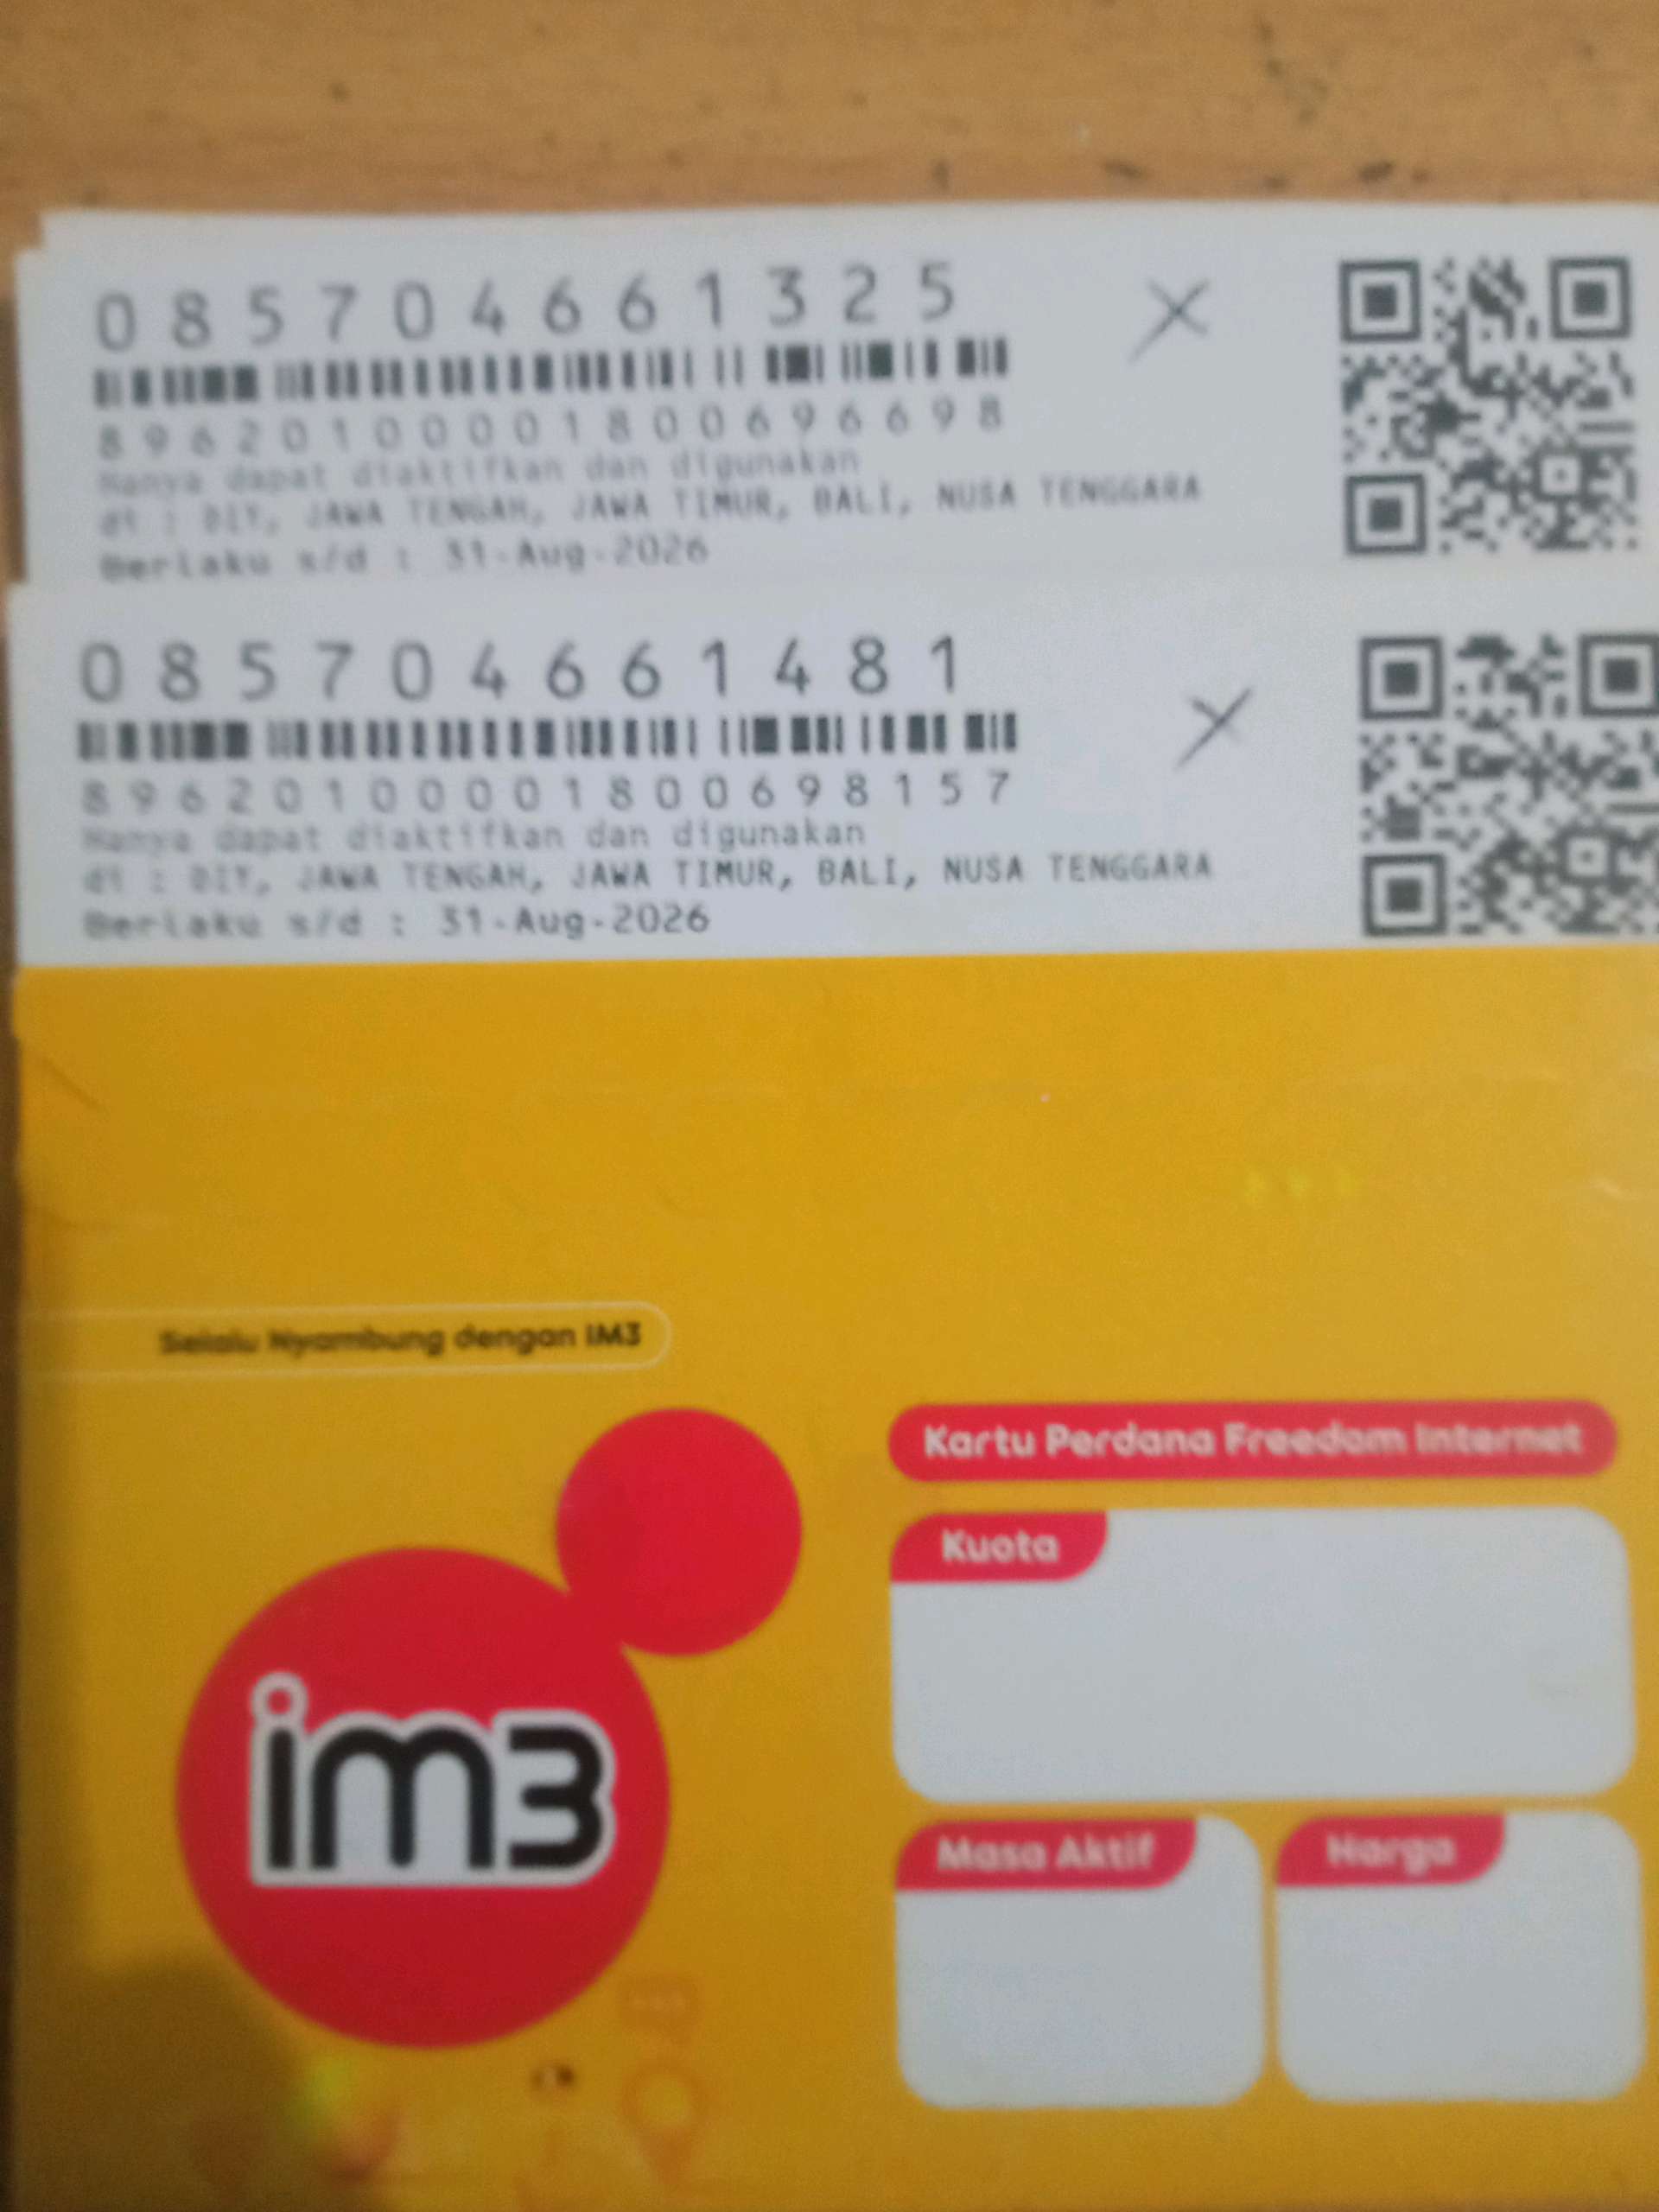 0 8 5 7 0 4 6 6 1 3 2 5
8 9 6 2 0 1 0 0 0 0 1 8 0 0 6 9 6 6 9 8
Hanya dapat diaktifkan dan digunakan
di : DIY, JAWA TENGAH, JAWA TIMUR, BALI, NUSA TENGGARA
Berlaku s/d : 31-Aug-2026
0 8 5 7 0 4 6 6 1 4 8 1
8 9 6 2 0 1 0 0 0 0 1 8 0 0 6 9 8 1 5 7
Hanya dapat diaktifkan dan digunakan
di : DIY, JAWA TENGAH, JAWA TIMUR, BALI, NUSA TENGGARA
Berlaku s/d : 31-Aug-2026
Selalu Nyambung dengan IM3
im3
Kartu Perdana Freedom Internet
Kuota
Masa Aktif
Harga